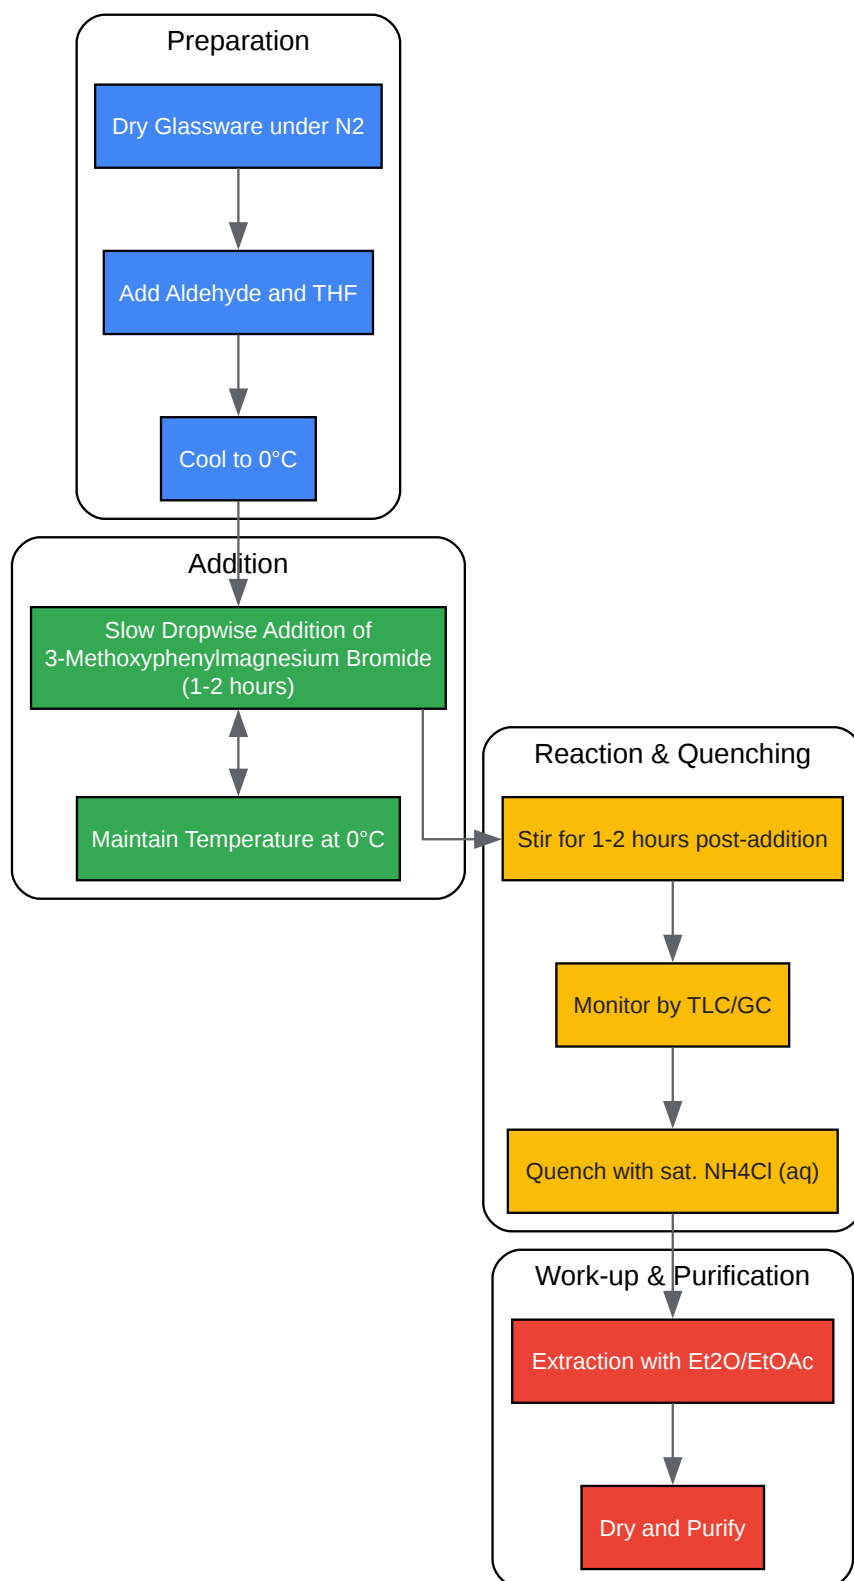 Preparation
Dry Glassware under N2
Add Aldehyde and THF
Cool to 0°C
Addition
Slow Dropwise Addition of
3-Methoxyphenylmagnesium Bromide
(1-2 hours)
Maintain Temperature at 0°C
Reaction & Quenching
Stir for 1-2 hours post-addition
Monitor by TLC/GC
Quench with sat. NH4Cl (aq)
Work-up & Purification
Extraction with Et2O/EtOAc
Dry and Purify